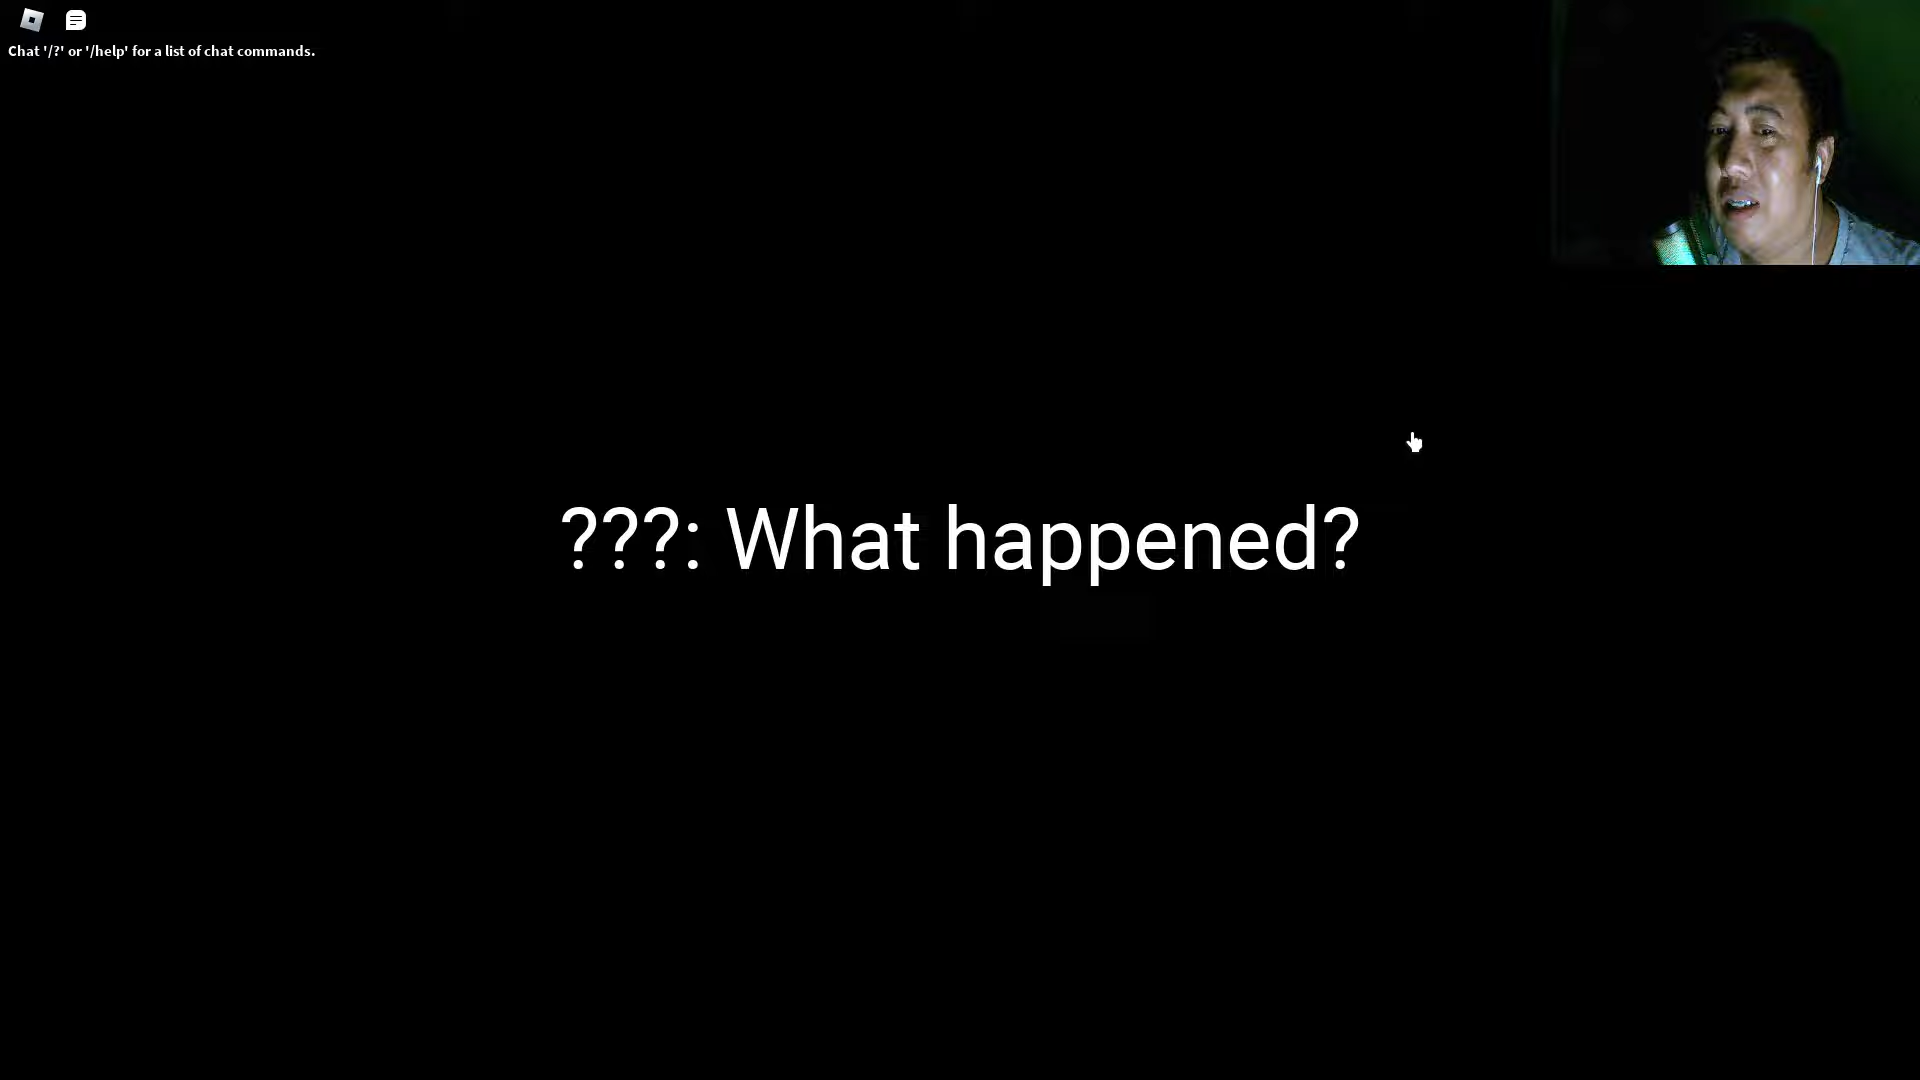 Chat '/?' or '/help' for a list of chat commands.
???: What happened?